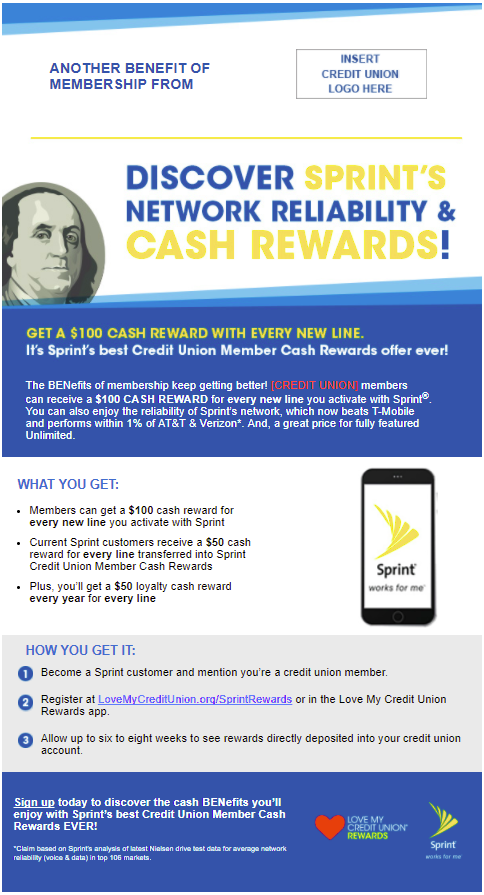 ANOTHER BENEFIT OF
MEMBERSHIP FROM
INSERT
CREDIT UNION
LOGO HERE
DISCOVER SPRINT'S
NETWORK RELIABILITY &
CASH REWARDS!
GET A $100 CASH REWARD WITH EVERY NEW LINE.
It's Sprint's best Credit Union Member Cash Rewards offer ever!
The BENefits of membership keep getting better! [CREDIT UNION] members
can receive a $100 CASH REWARD for every new line you activate with Sprint®.
You can also enjoy the reliability of Sprint's network, which now beats T-Mobile
and performs within 1% of AT&T & Verizon*. And, a great price for fully featured
Unlimited.
WHAT YOU GET:
• Members can get a $100 cash reward for
every new line you activate with Sprint
• Current Sprint customers receive a $50 cash
reward for every line transferred into Sprint
Credit Union Member Cash Rewards
• Plus, you'll get a $50 loyalty cash reward
every year for every line
Sprint
works for me℠
HOW YOU GET IT:
1 Become a Sprint customer and mention you're a credit union member.
2 Register at LoveMyCreditUnion.org/SprintRewards or in the Love My Credit Union
Rewards app.
3 Allow up to six to eight weeks to see rewards directly deposited into your credit union
account.
Sign up today to discover the cash BENefits you'll
enjoy with Sprint's best Credit Union Member Cash
Rewards EVER!
*Claim based on Sprint's analysis of latest Nielsen drive test data for average network
reliability (voice & data) in top 106 markets.
LOVE MY
CREDIT UNION®
REWARDS
Sprint
works for me℠